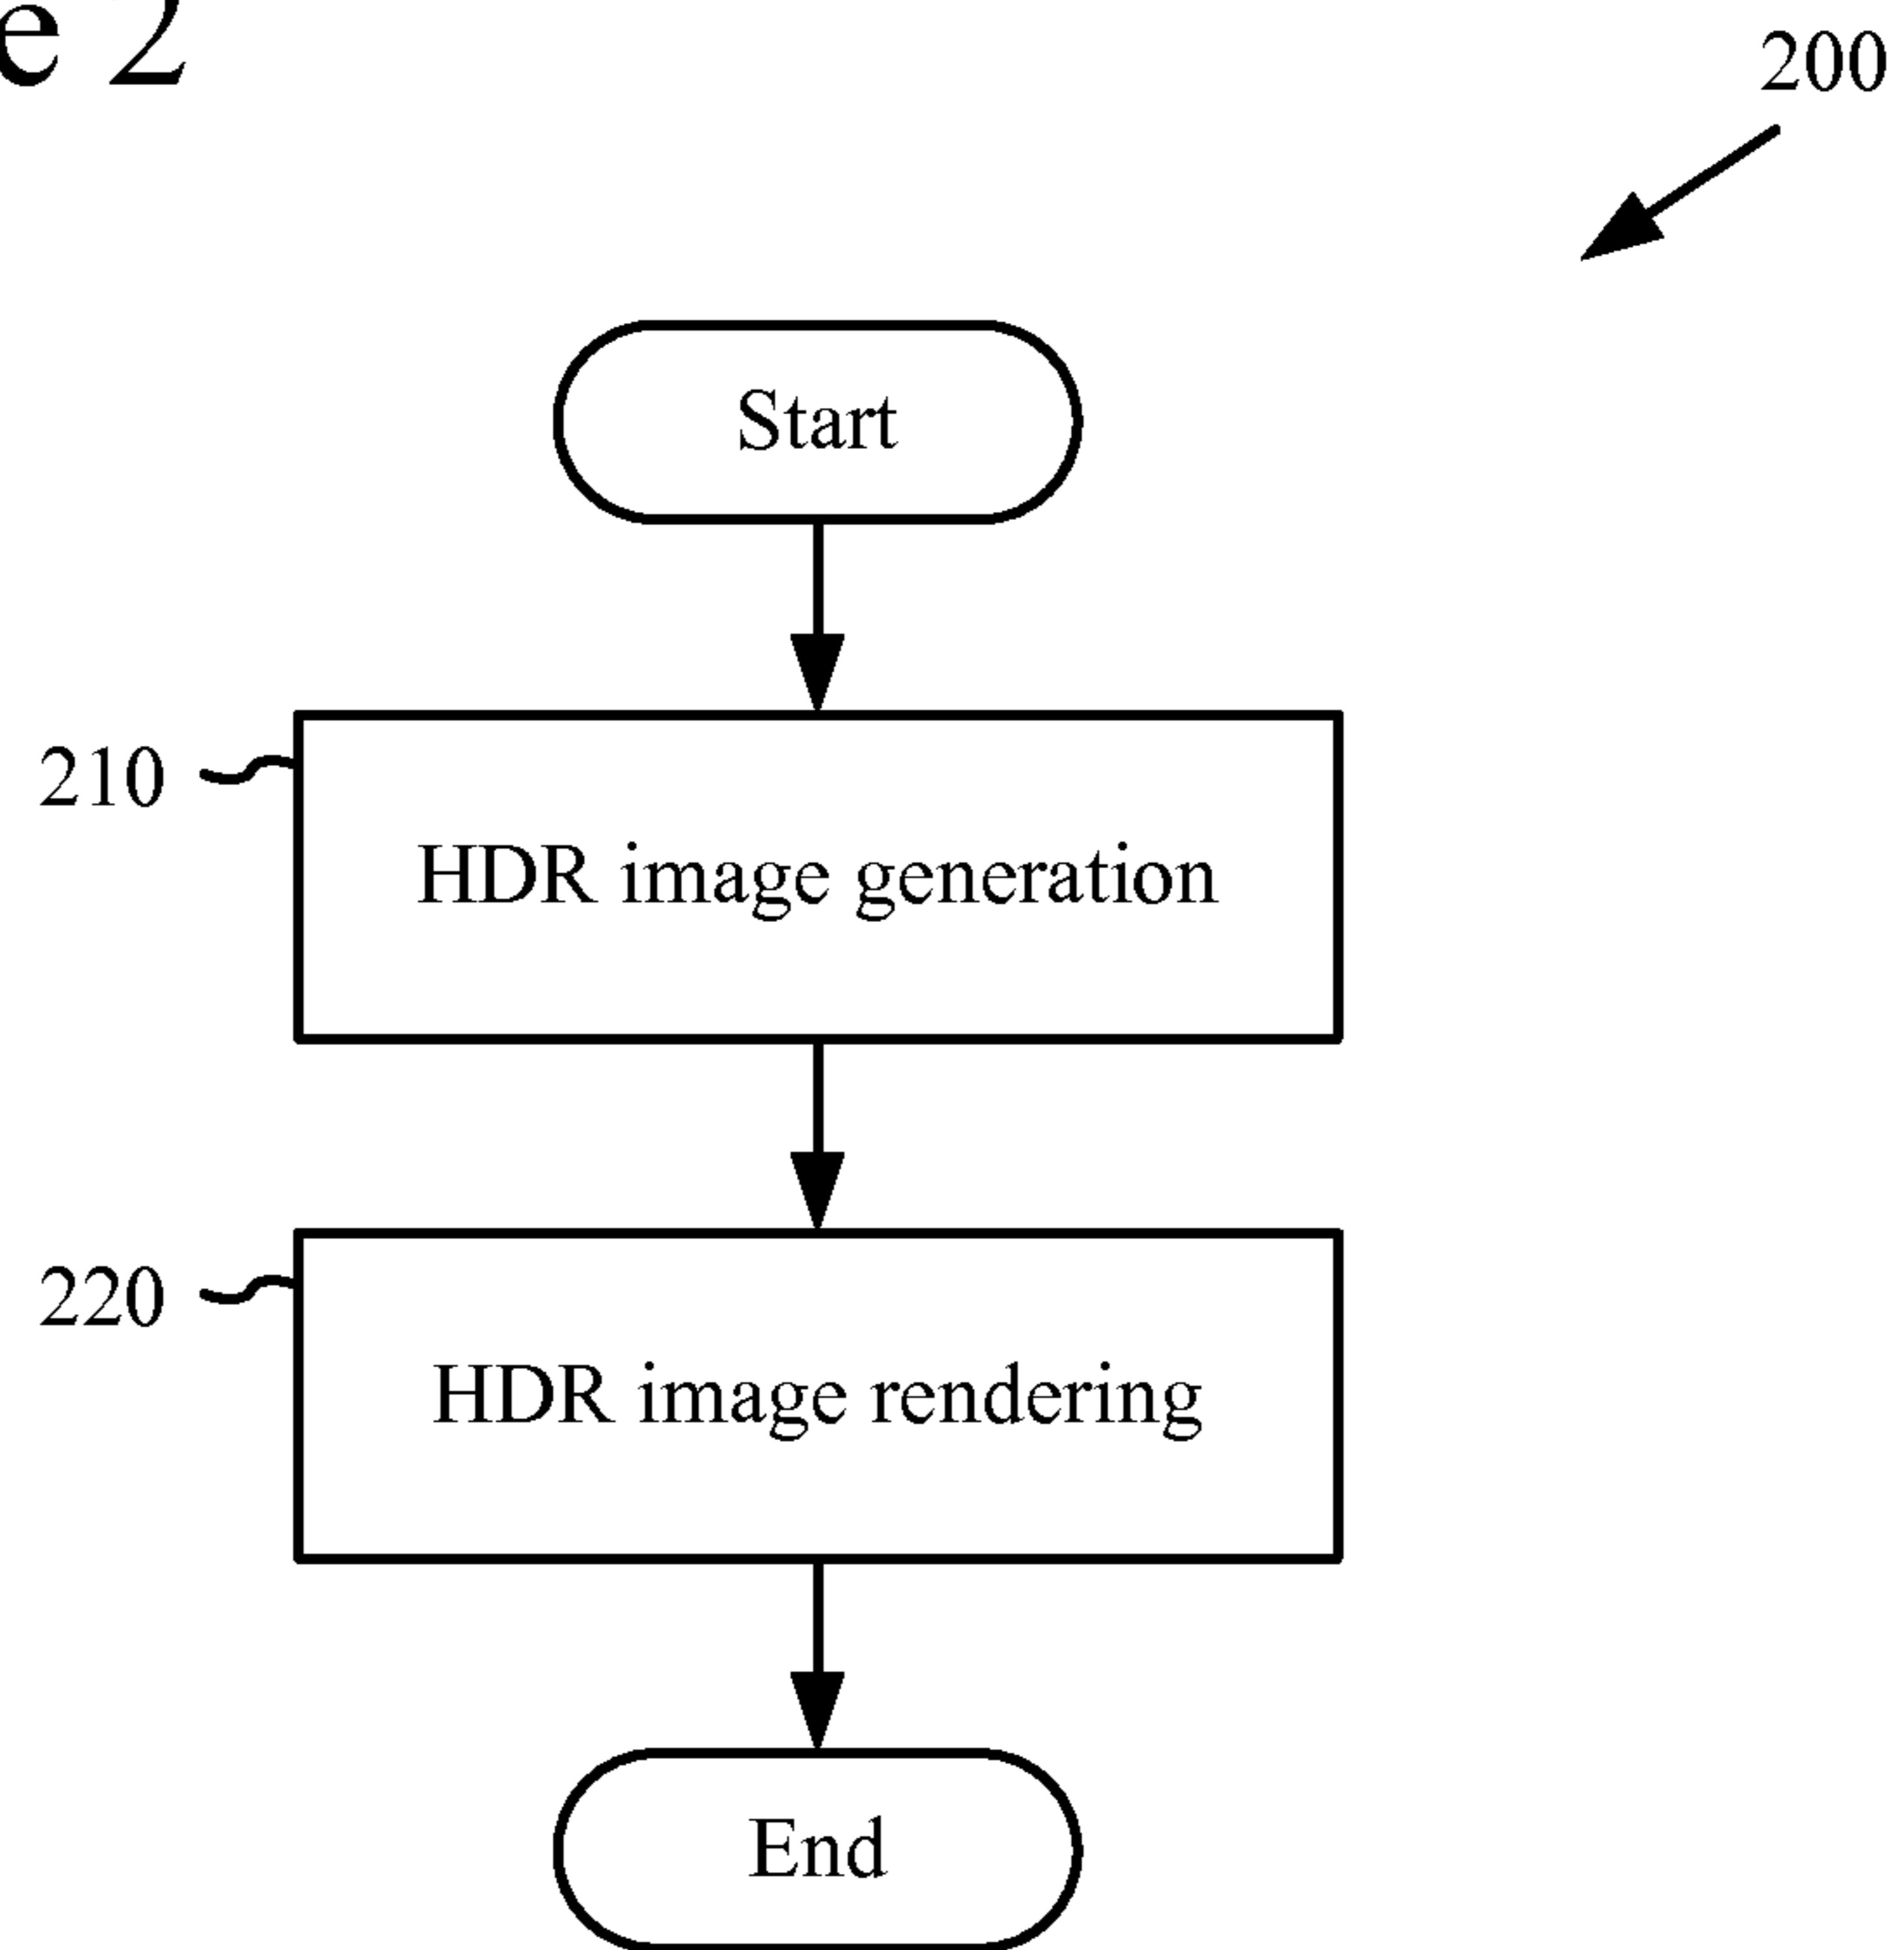 e 2
200
Start
210
HDR image generation
220
HDR image rendering
End